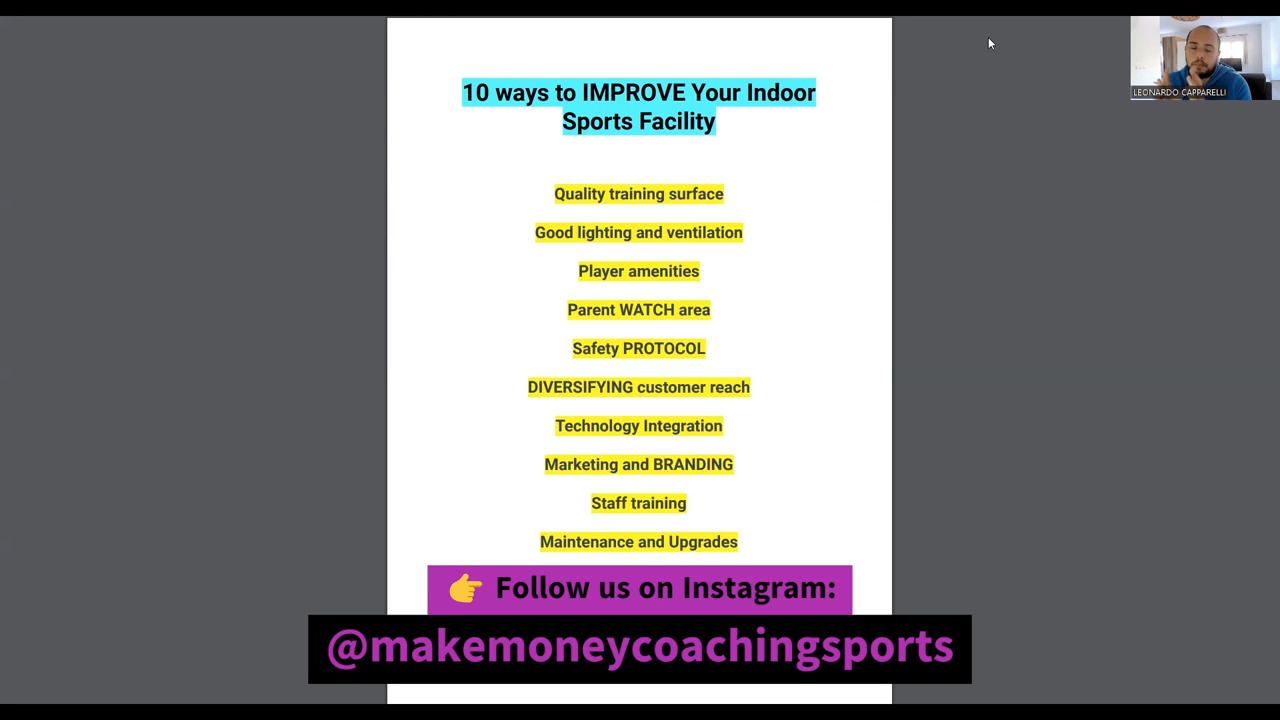 LEONARDO CAPPARELLI
10 ways to IMPROVE Your Indoor
Sports Facility
Quality training surface
Good lighting and ventilation
Player amenities
Parent WATCH area
Safety PROTOCOL
DIVERSIFYING customer reach
Technology Integration
Marketing and BRANDING
Staff training
Maintenance and Upgrades
👉 Follow us on Instagram:
@makemoneycoachingsports